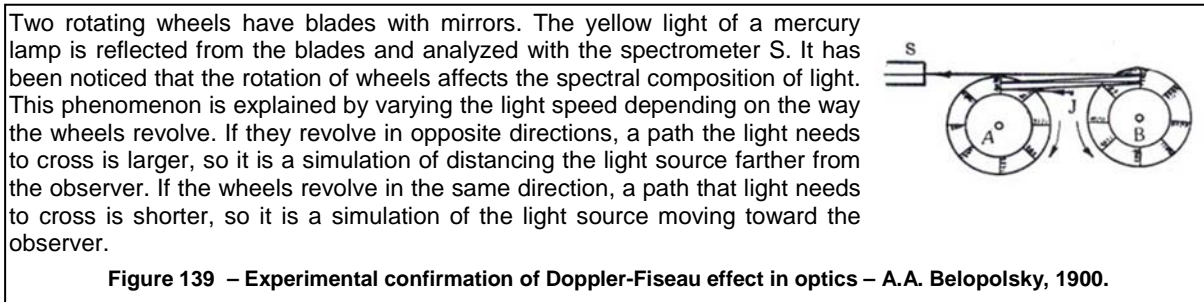 Two rotating wheels have blades with mirrors. The yellow light of a mercury
lamp is reflected from the blades and analyzed with the spectrometer S. It has
been noticed that the rotation of wheels affects the spectral composition of light.
This phenomenon is explained by varying the light speed depending on the way
the wheels revolve. If they revolve in opposite directions, a path the light needs
to cross is larger, so it is a simulation of distancing the light source farther from
the observer. If the wheels revolve in the same direction, a path that light needs
to cross is shorter, so it is a simulation of the light source moving toward the
observer.
S
J
A
B
Figure 139 – Experimental confirmation of Doppler-Fiseau effect in optics – A.A. Belopolsky, 1900.